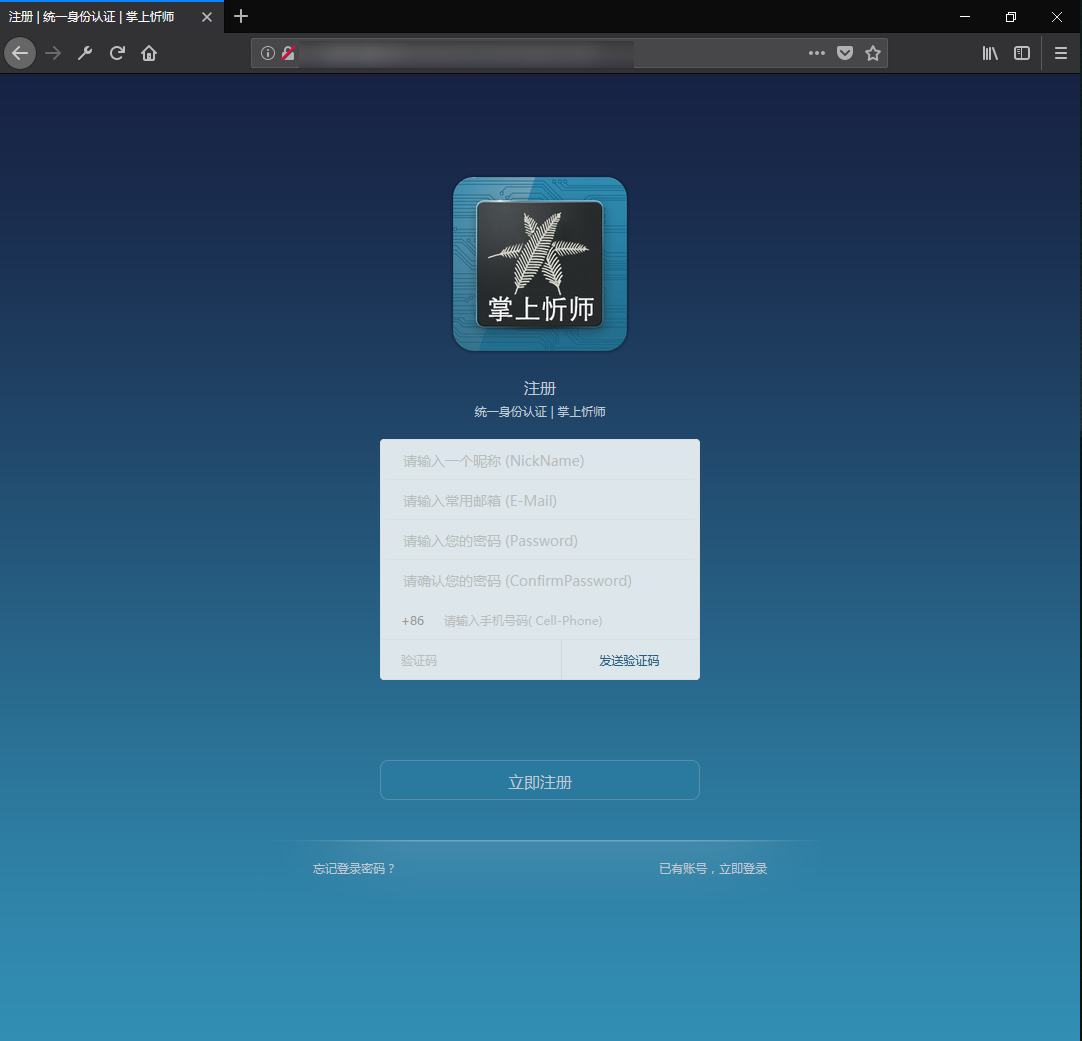 注册 | 统一身份认证 | 掌上忻师
掌上忻师
注册
统一身份认证 | 掌上忻师
请输入一个昵称 (NickName)
请输入常用邮箱 (E-Mail)
请输入您的密码 (Password)
请确认您的密码 (ConfirmPassword)
+86 请输入手机号码( Cell-Phone)
验证码 发送验证码
立即注册
忘记登录密码？ 已有账号，立即登录